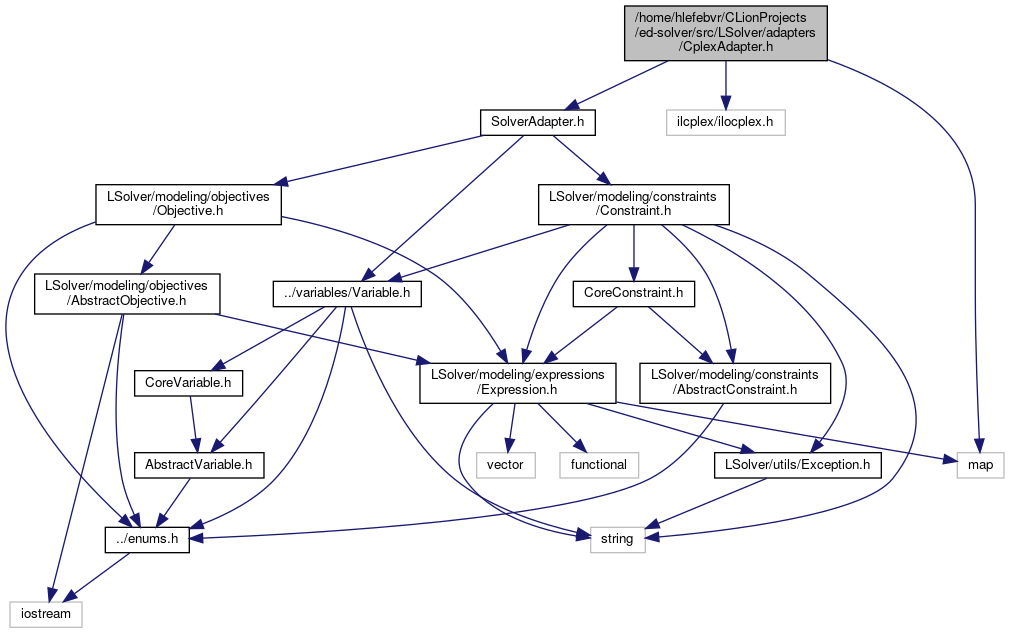 /home/hlefebvr/CLionProjects
/ed-solver/src/LSolver/adapters
/CplexAdapter.h
SolverAdapter.h
ilcplex/ilocplex.h
LSolver/modeling/objectives
/Objective.h
LSolver/modeling/constraints
/Constraint.h
LSolver/modeling/objectives
/AbstractObjective.h
../variables/Variable.h
CoreConstraint.h
CoreVariable.h
LSolver/modeling/expressions
/Expression.h
LSolver/modeling/constraints
/AbstractConstraint.h
AbstractVariable.h
vector
functional
LSolver/utils/Exception.h
map
../enums.h
string
iostream